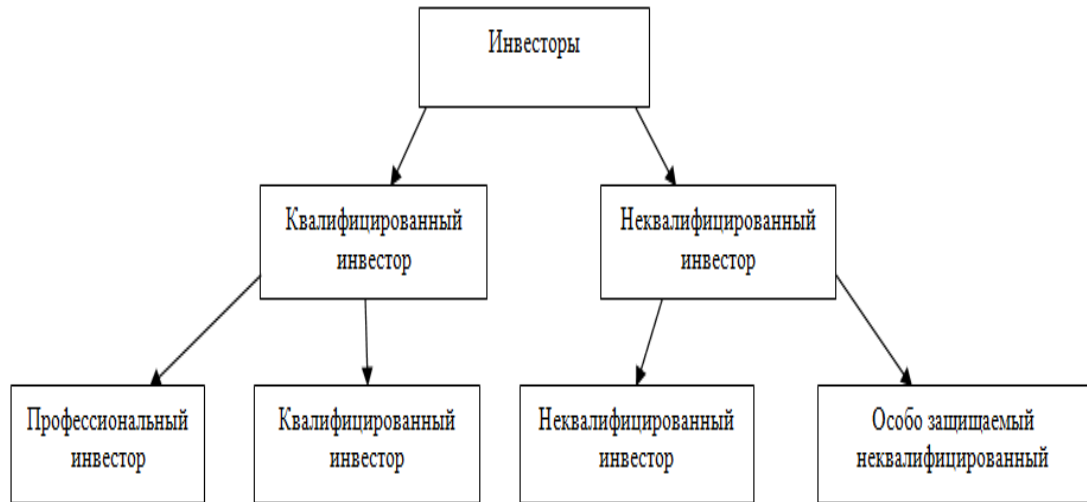 Инвесторы
Квалифицированный
инвестор
Неквалифицированный
инвестор
Профессиональный
инвестор
Квалифицированный
инвестор
Неквалифицированный
инвестор
Особо защищаемый
неквалифицированный